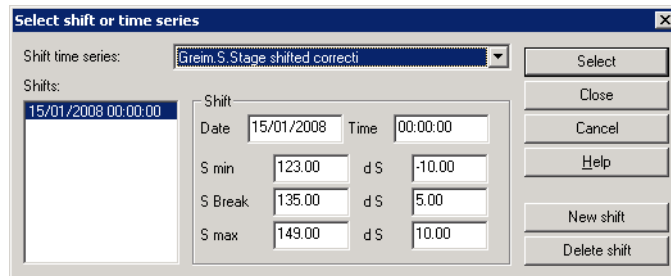 Select shift or time series
Shift time series: Greim.S.Stage shifted correcti
Select
Shifts:
15/01/2008 00:00:00
Shift
Date 15/01/2008 Time 00:00:00
S min 123.00 d S -10.00
S Break 135.00 d S 5.00
S max 149.00 d S 10.00
Close
Cancel
Help
New shift
Delete shift